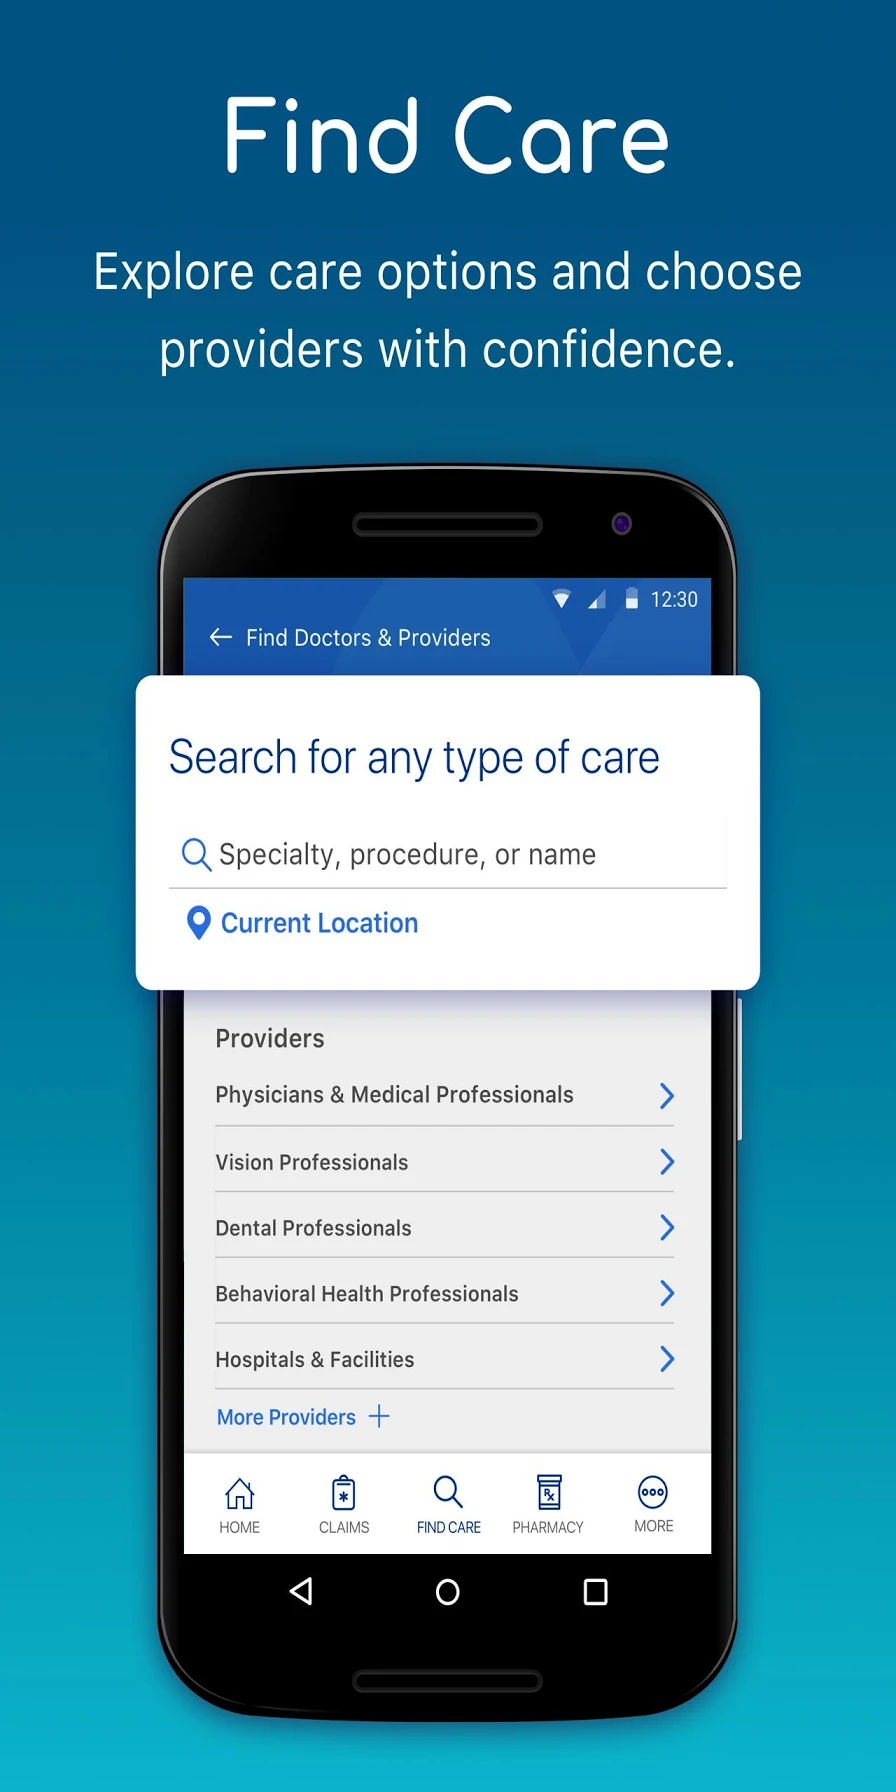 Find Care
Explore care options and choose
providers with confidence.
12:30
Find Doctors & Providers
Search for any type of care
Specialty, procedure, or name
Current Location
Providers
Physicians & Medical Professionals
Vision Professionals
Dental Professionals
Behavioral Health Professionals
Hospitals & Facilities
More Providers
HOME CLAIMS FIND CARE PHARMACY MORE